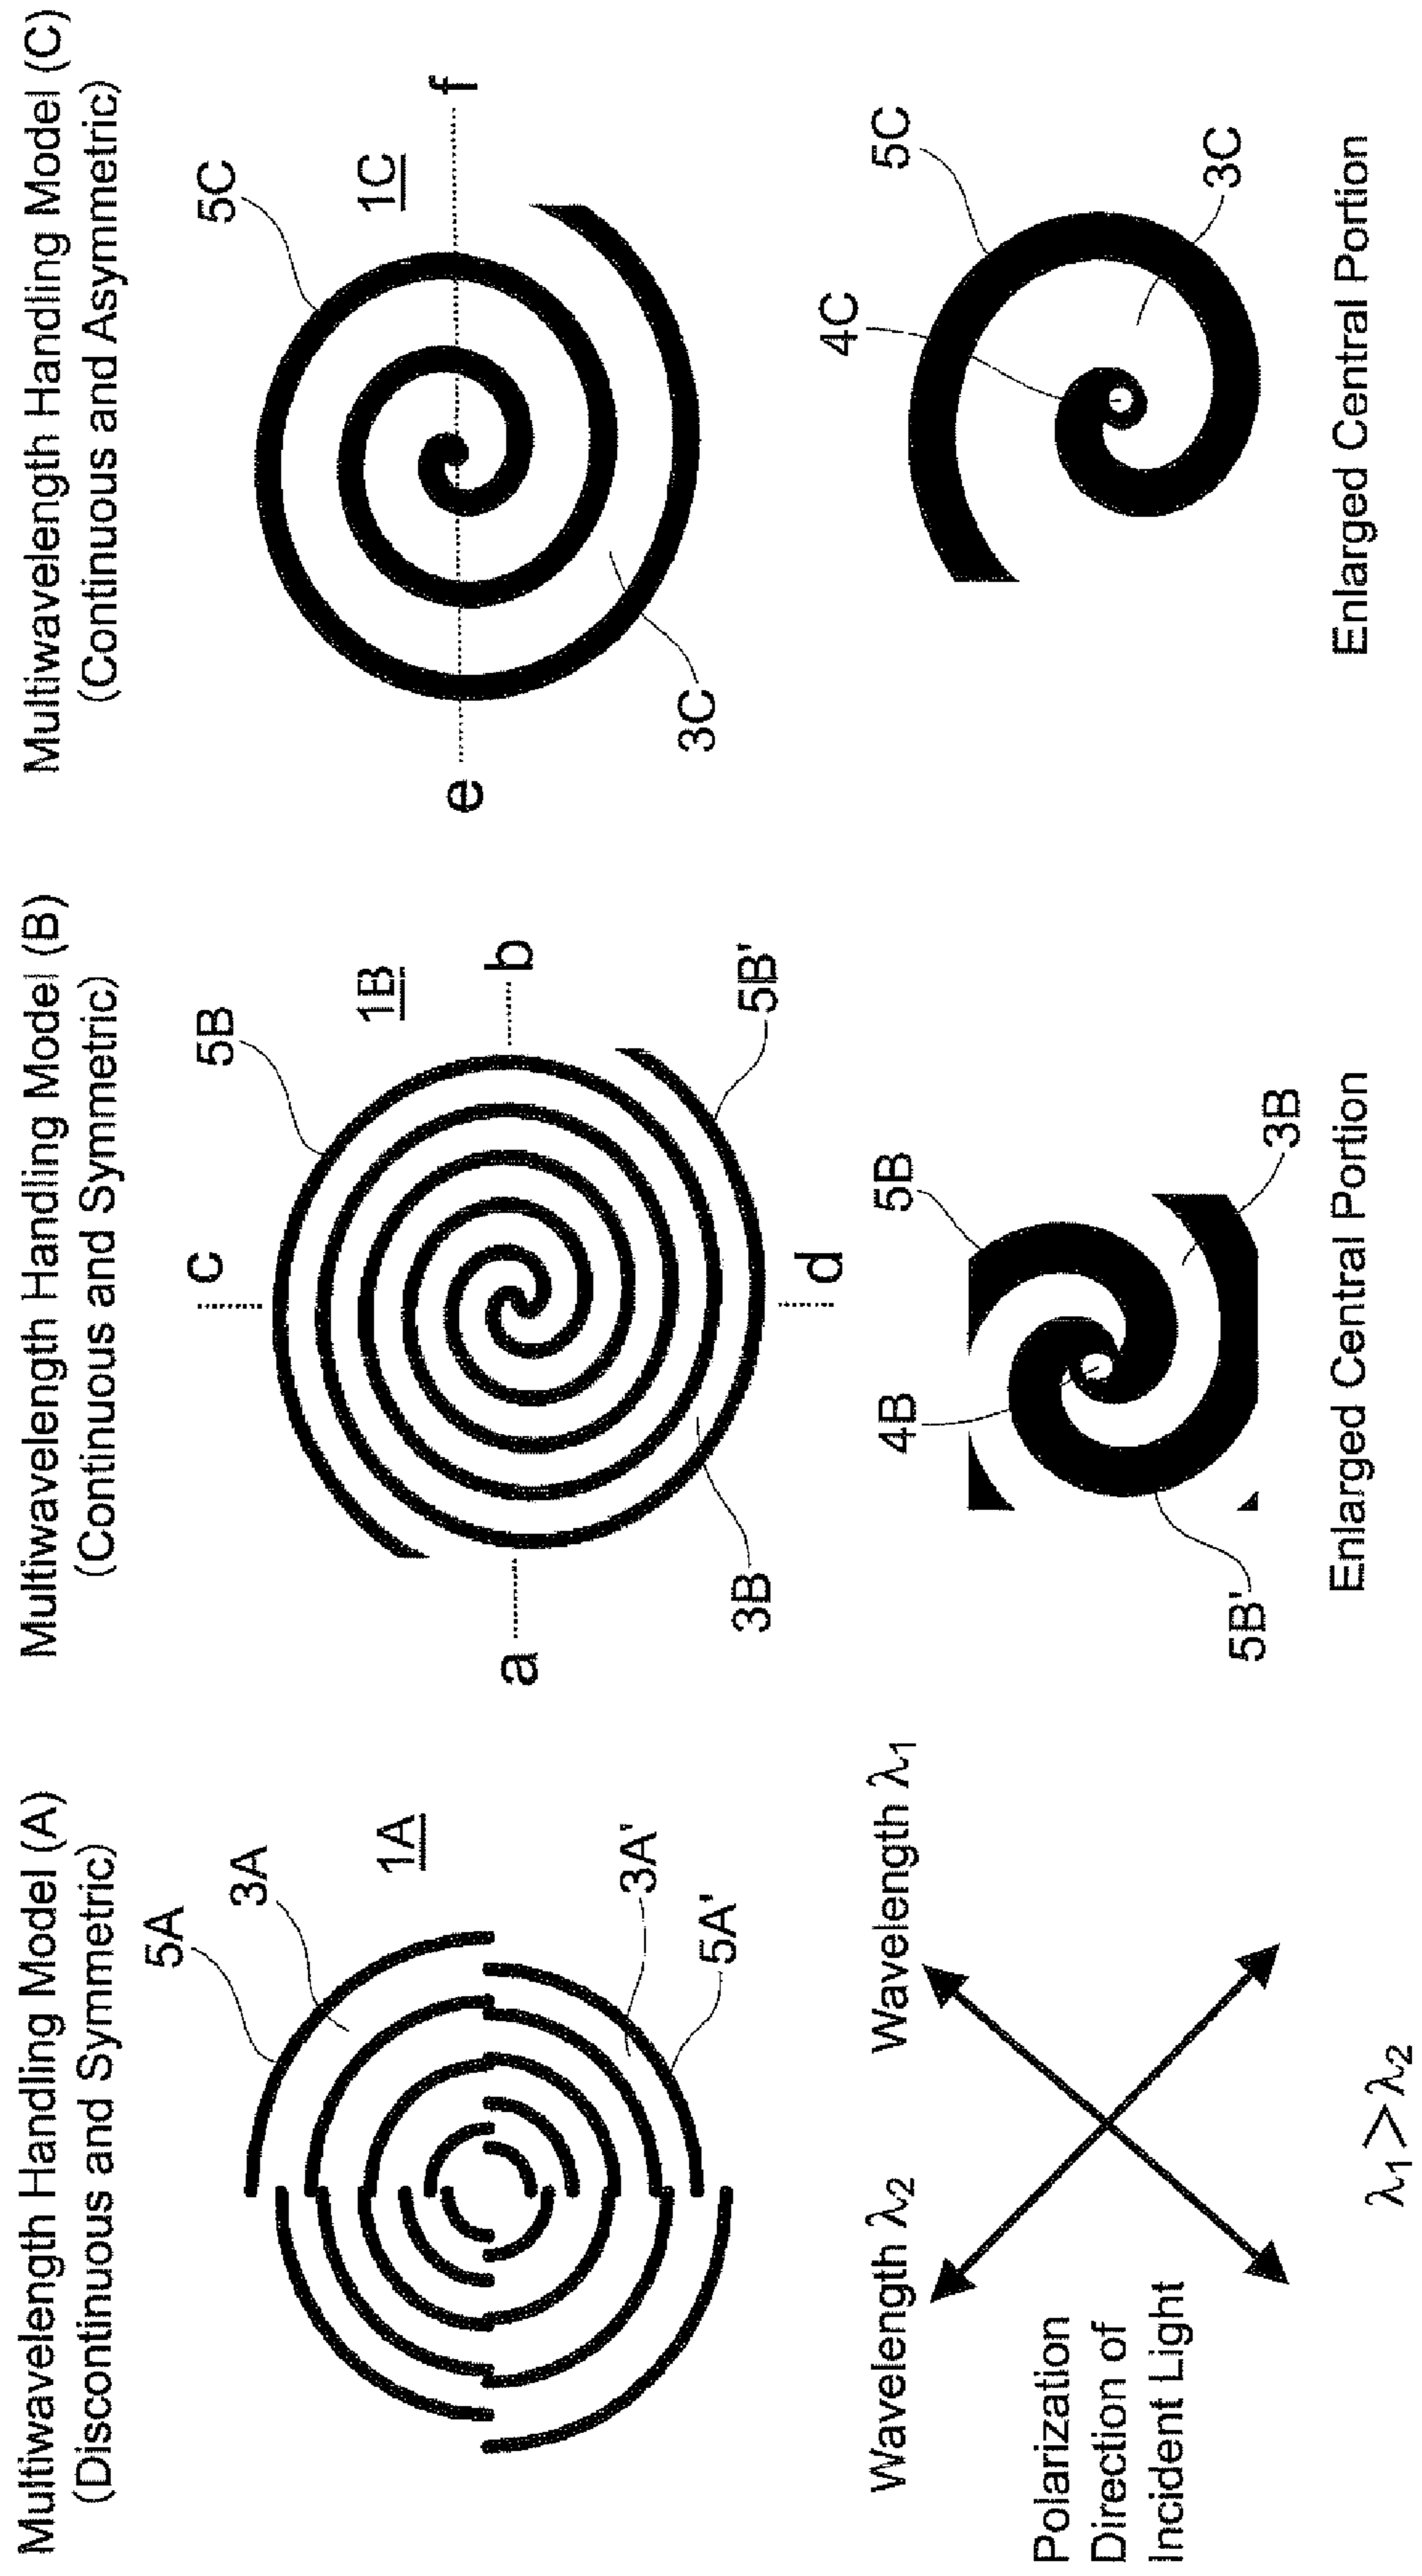 Multiwavelength Handling Model (A)
(Discontinuous and Symmetric)
5A
3A
1A
3A'
5A'
Wavelength λ2
Wavelength λ1
Polarization
Direction of
Incident Light
λ1>λ2
Multiwavelength Handling Model (B)
(Continuous and Symmetric)
c
5B
1B
a
b
3B
d
5B'
4B
5B
5B'
3B
Enlarged Central Portion
Multiwavelength Handling Model (C)
(Continuous and Asymmetric)
5C
1C
e
f
3C
4C
5C
3C
Enlarged Central Portion